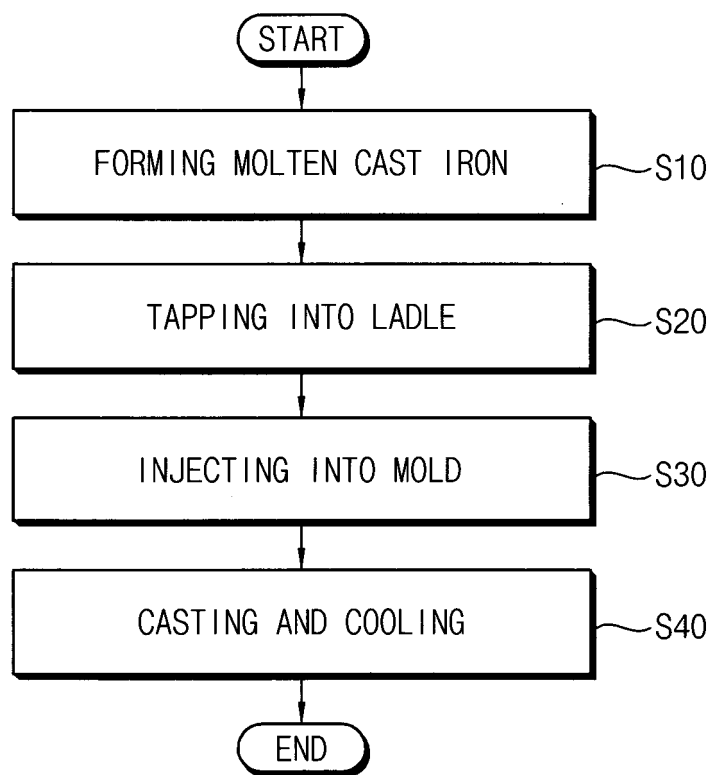 START
FORMING MOLTEN CAST IRON
S10
TAPPING INTO LADLE
S20
INJECTING INTO MOLD
S30
CASTING AND COOLING
S40
END